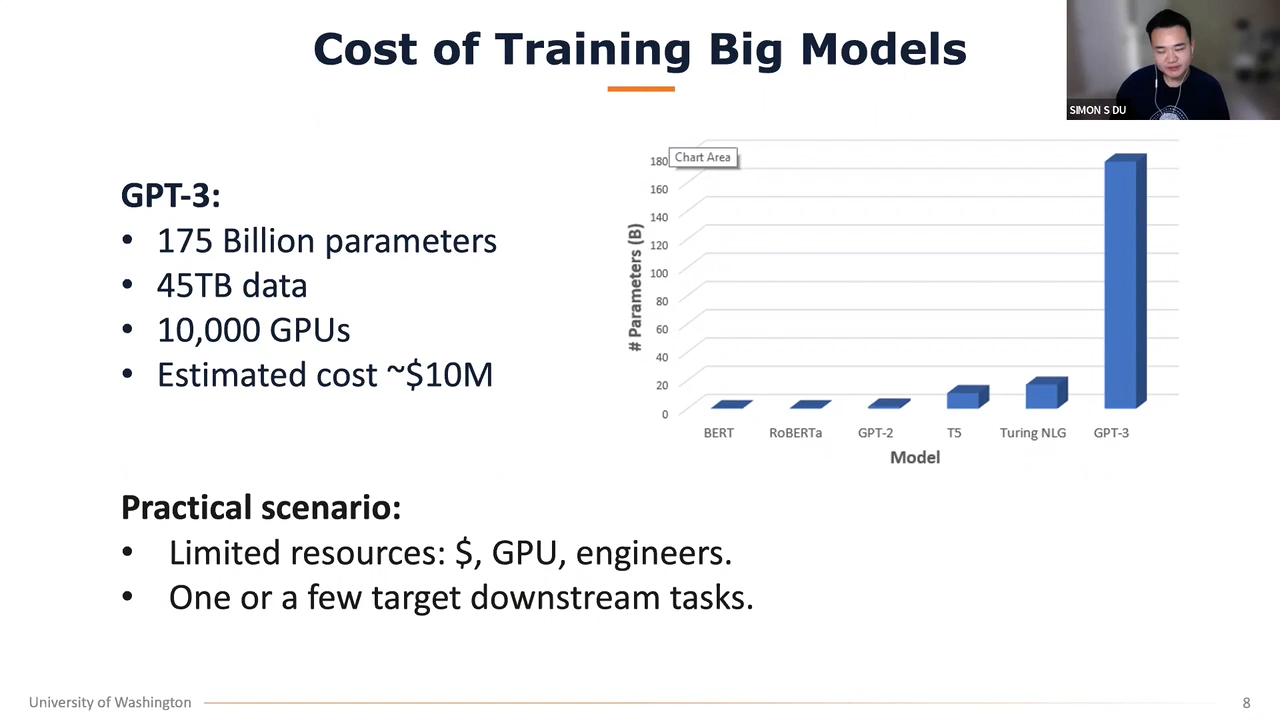 Cost of Training Big Models
SIMON S DU
GPT-3:
• 175 Billion parameters
• 45TB data
• 10,000 GPUs
• Estimated cost ~$10M
Chart Area
# Parameters (B)
180
160
140
120
100
80
60
40
20
0
BERT RoBERTa GPT-2 T5 Turing NLG GPT-3
Model
Practical scenario:
• Limited resources: $, GPU, engineers.
• One or a few target downstream tasks.
University of Washington 8